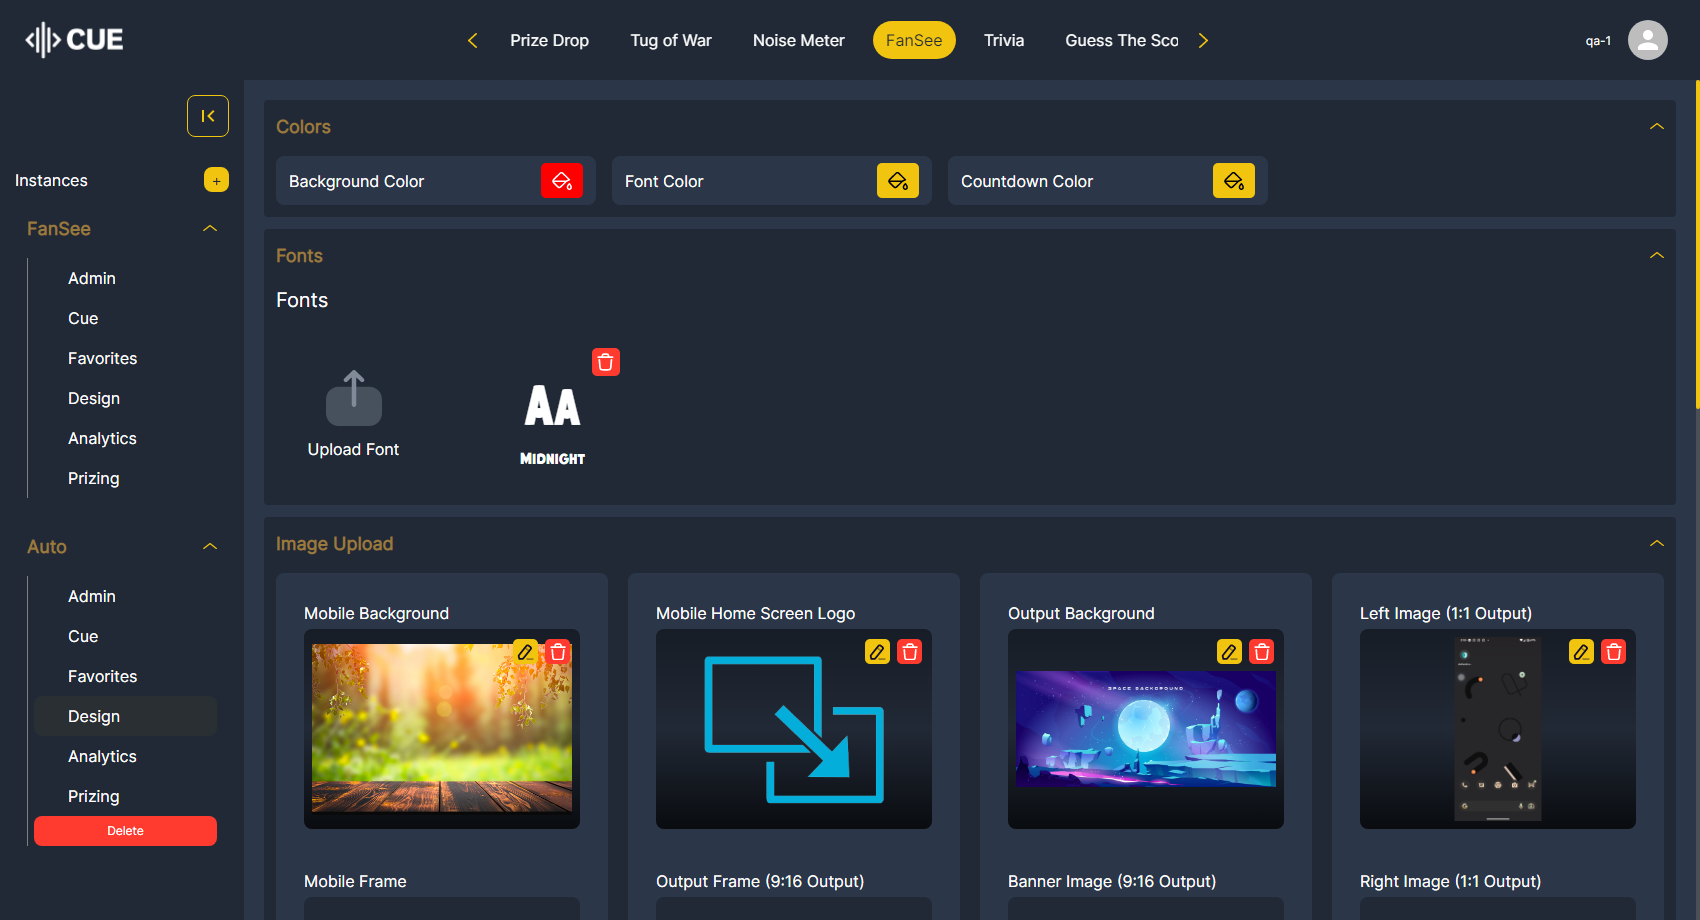 CUE
Prize Drop
Tug of War
Noise Meter
FanSee
Trivia
Guess The Sco
qa-1
Instances
+
FanSee
Admin
Cue
Favorites
Design
Analytics
Prizing
Auto
Admin
Cue
Favorites
Design
Analytics
Prizing
Delete
Colors
Background Color
Font Color
Countdown Color
Fonts
Fonts
Upload Font
AA
MIDNIGHT
Image Upload
Mobile Background
Mobile Home Screen Logo
Output Background
SPACE BACKGROUND
Left Image (1:1 Output)
Mobile Frame
Output Frame (9:16 Output)
Banner Image (9:16 Output)
Right Image (1:1 Output)